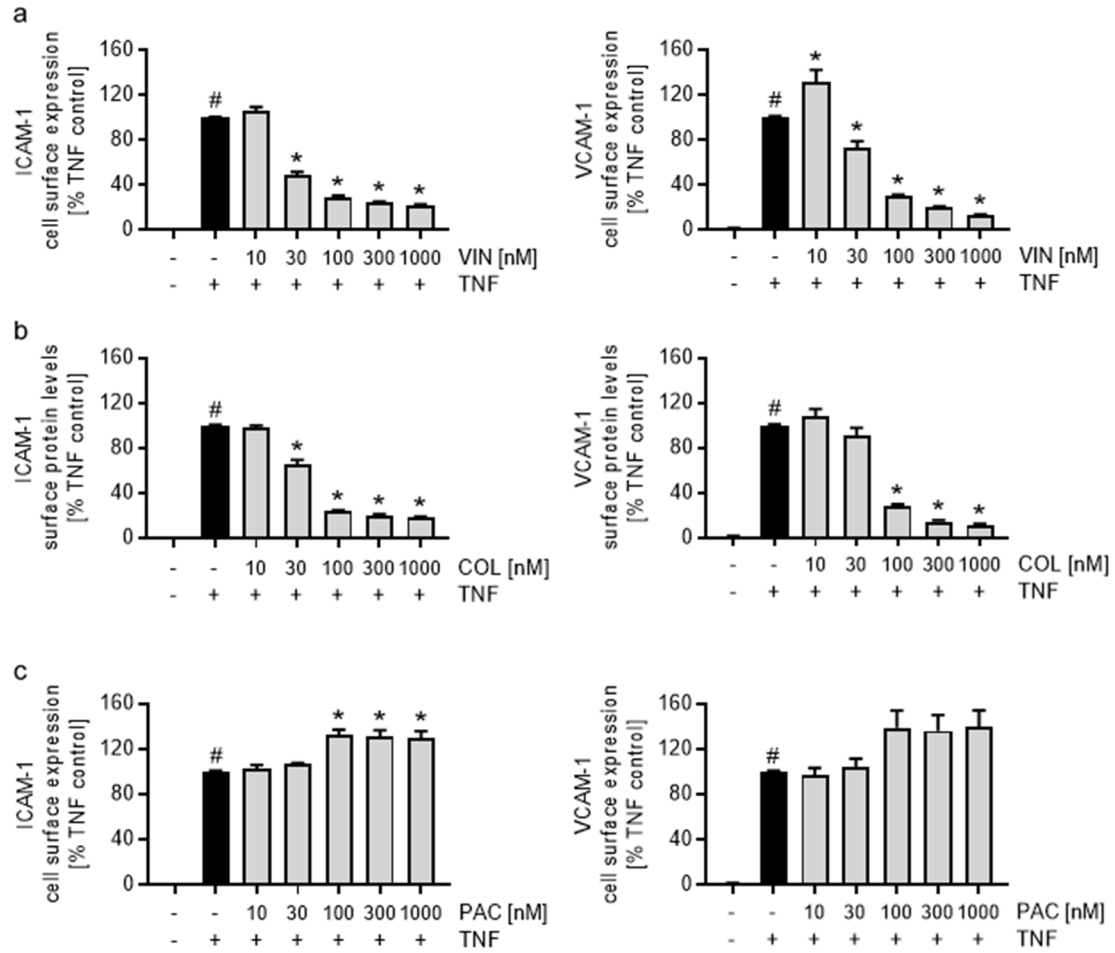 a
ICAM-1
cell surface expression
[% TNF control]
160
120
80
40
0
#
*
*
*
*
- - 10 30 100 300 1000 VIN [nM]
- + + + + + + TNF
VCAM-1
cell surface expression
[% TNF control]
160
120
80
40
0
#
*
*
*
*
*
- - 10 30 100 300 1000 VIN [nM]
- + + + + + + TNF
b
ICAM-1
surface protein levels
[% TNF control]
160
120
80
40
0
#
*
*
*
*
- - 10 30 100 300 1000 COL [nM]
- + + + + + + TNF
VCAM-1
surface protein levels
[% TNF control]
160
120
80
40
0
#
*
*
*
- - 10 30 100 300 1000 COL [nM]
- + + + + + + TNF
c
ICAM-1
cell surface expression
[% TNF control]
160
120
80
40
0
#
*
*
*
- - 10 30 100 300 1000 PAC [nM]
- + + + + + + TNF
VCAM-1
cell surface expression
[% TNF control]
160
120
80
40
0
#
- - 10 30 100 300 1000 PAC [nM]
- + + + + + + TNF